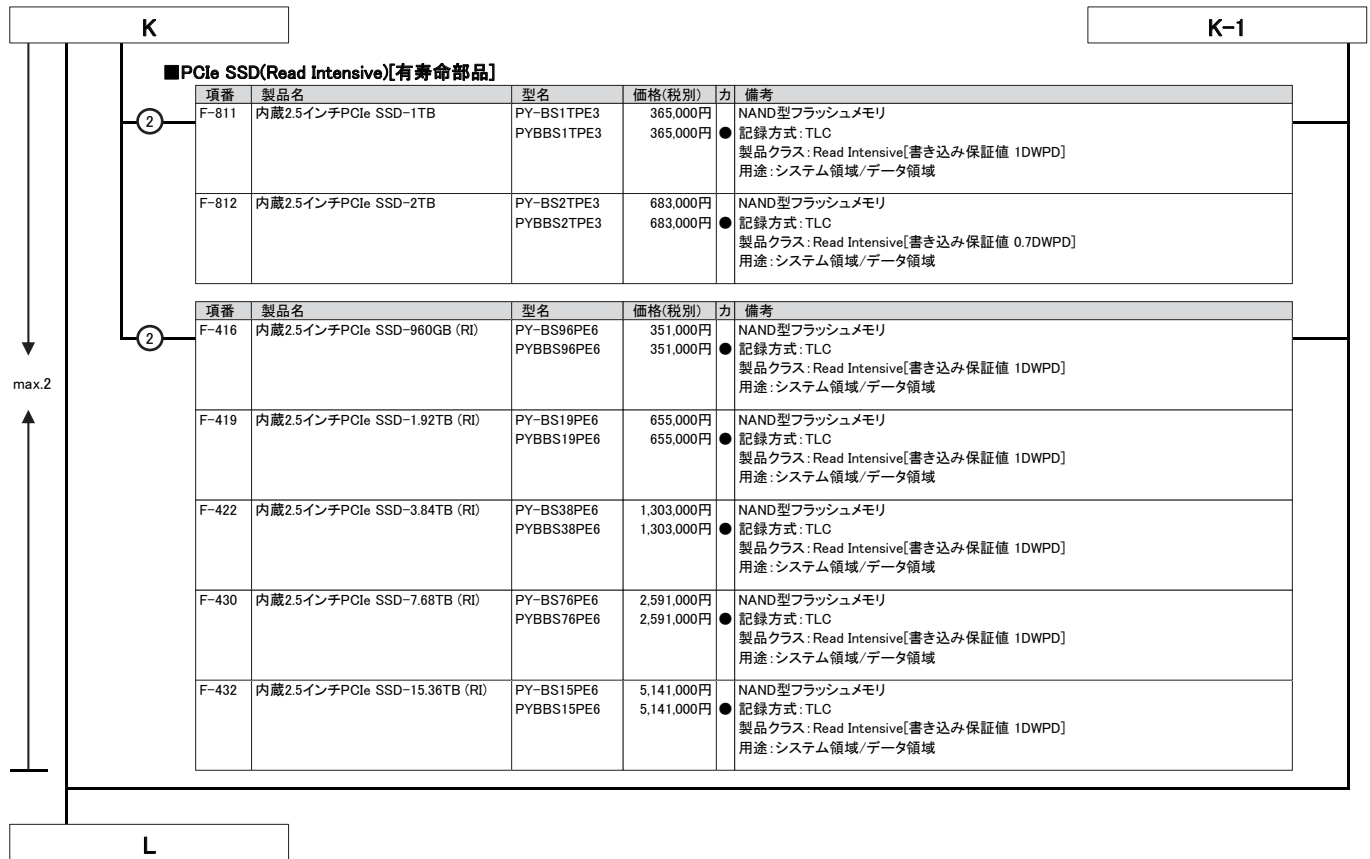 K
K-1
■PCIe SSD(Read Intensive)[有寿命部品]
項番 製品名 型名 価格(税別) カ 備考
② F-811 内蔵2.5インチPCIe SSD-1TB PY-BS1TPE3 365,000円 NAND型フラッシュメモリ
PYBBS1TPE3 365,000円 ● 記録方式:TLC
製品クラス:Read Intensive[書き込み保証値 1DWPD]
用途:システム領域/データ領域
F-812 内蔵2.5インチPCIe SSD-2TB PY-BS2TPE3 683,000円 NAND型フラッシュメモリ
PYBBS2TPE3 683,000円 ● 記録方式:TLC
製品クラス:Read Intensive[書き込み保証値 0.7DWPD]
用途:システム領域/データ領域
項番 製品名 型名 価格(税別) カ 備考
② F-416 内蔵2.5インチPCIe SSD-960GB (RI) PY-BS96PE6 351,000円 NAND型フラッシュメモリ
PYBBS96PE6 351,000円 ● 記録方式:TLC
製品クラス:Read Intensive[書き込み保証値 1DWPD]
用途:システム領域/データ領域
max.2
F-419 内蔵2.5インチPCIe SSD-1.92TB (RI) PY-BS19PE6 655,000円 NAND型フラッシュメモリ
PYBBS19PE6 655,000円 ● 記録方式:TLC
製品クラス:Read Intensive[書き込み保証値 1DWPD]
用途:システム領域/データ領域
F-422 内蔵2.5インチPCIe SSD-3.84TB (RI) PY-BS38PE6 1,303,000円 NAND型フラッシュメモリ
PYBBS38PE6 1,303,000円 ● 記録方式:TLC
製品クラス:Read Intensive[書き込み保証値 1DWPD]
用途:システム領域/データ領域
F-430 内蔵2.5インチPCIe SSD-7.68TB (RI) PY-BS76PE6 2,591,000円 NAND型フラッシュメモリ
PYBBS76PE6 2,591,000円 ● 記録方式:TLC
製品クラス:Read Intensive[書き込み保証値 1DWPD]
用途:システム領域/データ領域
F-432 内蔵2.5インチPCIe SSD-15.36TB (RI) PY-BS15PE6 5,141,000円 NAND型フラッシュメモリ
PYBBS15PE6 5,141,000円 ● 記録方式:TLC
製品クラス:Read Intensive[書き込み保証値 1DWPD]
用途:システム領域/データ領域
L